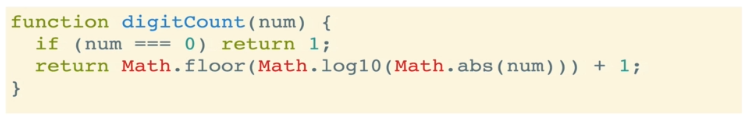 function digitCount(num) {
  if (num === 0) return 1;
  return Math.floor(Math.log10(Math.abs(num))) + 1;
}